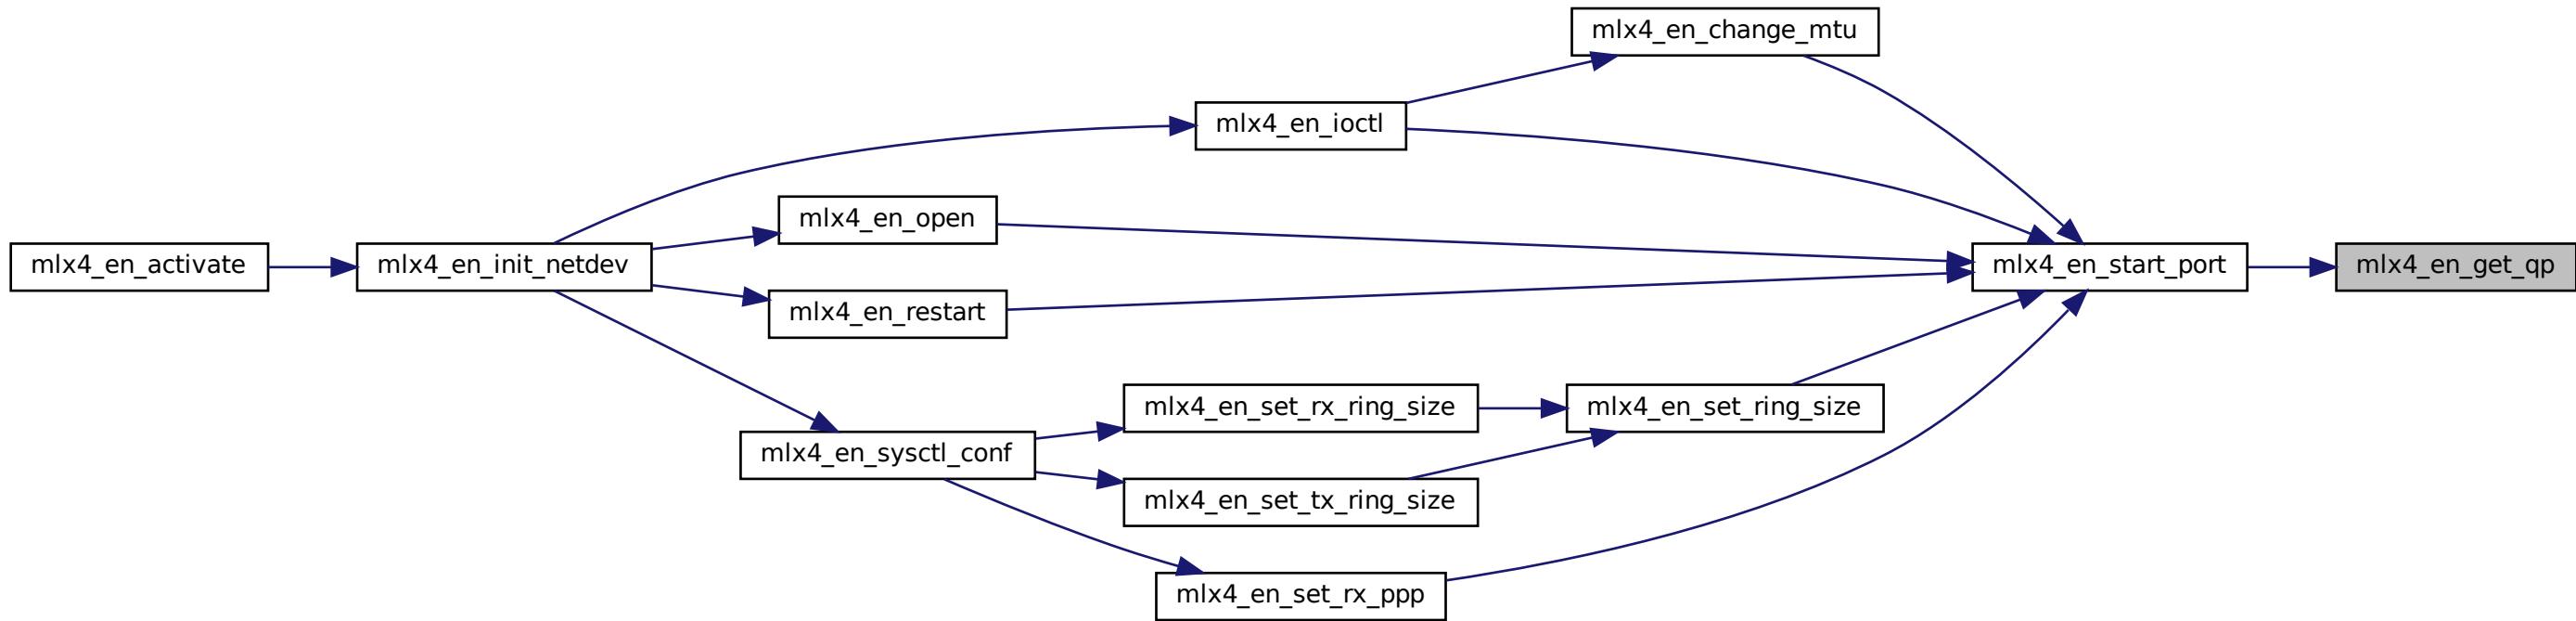 mlx4_en_change_mtu
mlx4_en_ioctl
mlx4_en_open
mlx4_en_activate
mlx4_en_init_netdev
mlx4_en_start_port
mlx4_en_get_qp
mlx4_en_restart
mlx4_en_set_rx_ring_size
mlx4_en_set_ring_size
mlx4_en_sysctl_conf
mlx4_en_set_tx_ring_size
mlx4_en_set_rx_ppp